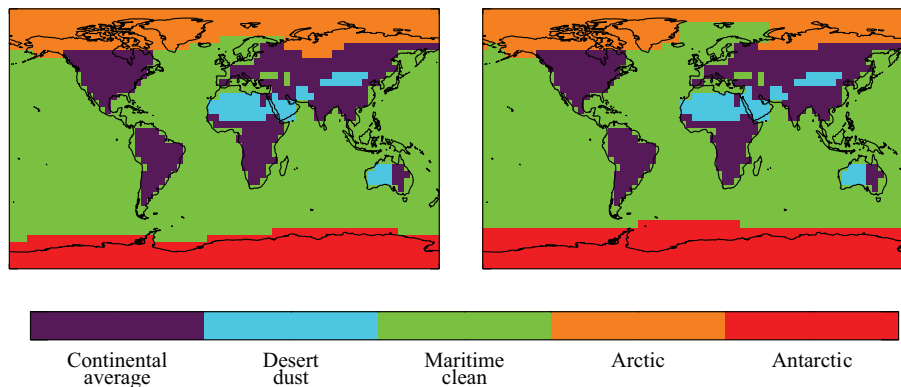 Continental average
Desert dust
Maritime clean
Arctic
Antarctic